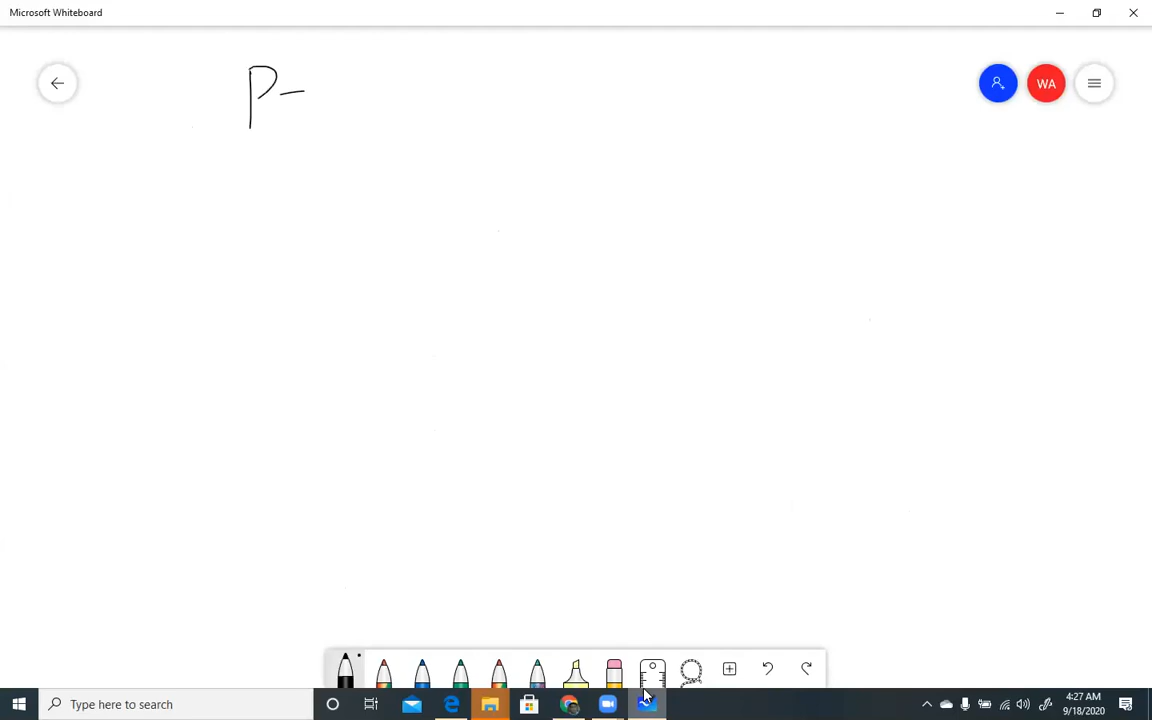 Microsoft Whiteboard
P-
WA
Type here to search
4:27 AM
9/18/2020